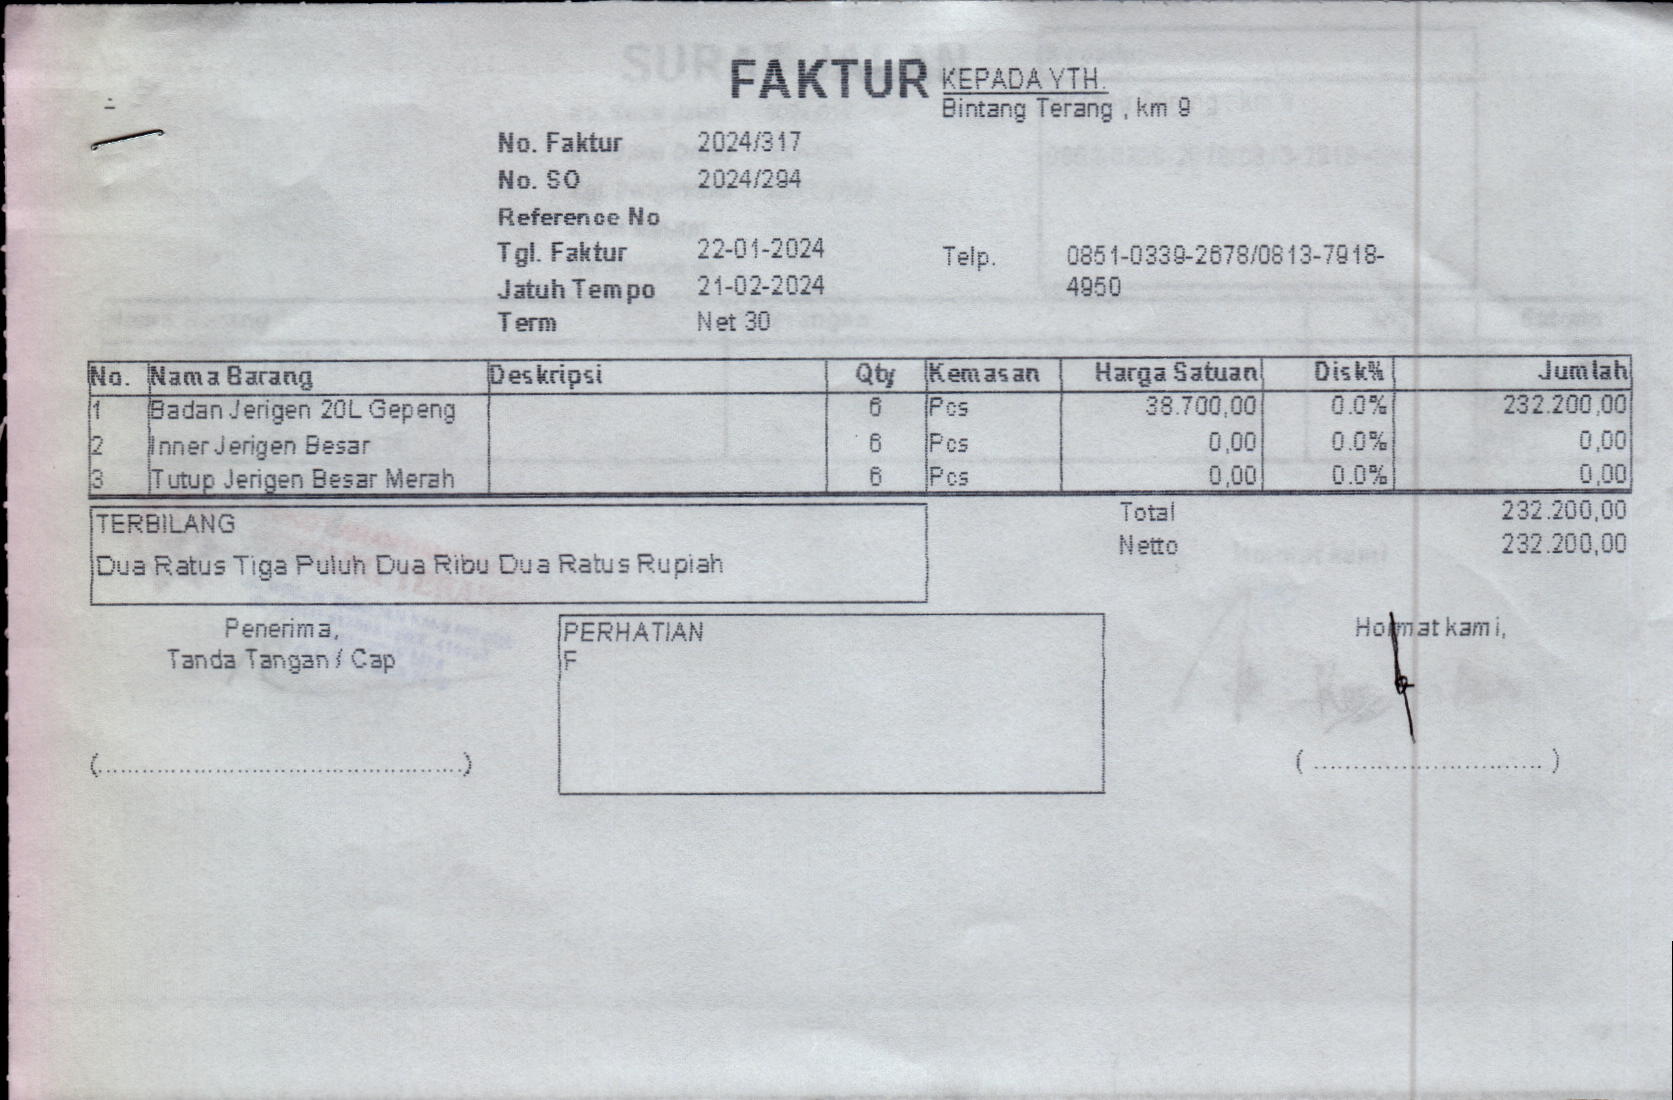 FAKTUR
KEPADA YTH.
Bintang Terang , km 9
No. Faktur 2024/317
No. SO 2024/294
Reference No
Tgl. Faktur 22-01-2024
Telp. 0851-0339-2678/0813-7918-
Jatuh Tempo 21-02-2024
4950
Term Net 30
No. Nama Barang Deskripsi Qty Kemasan Harga Satuan Disk% Jumlah
1 Badan Jerigen 20L Gepeng 6 Pcs 38.700,00 0.0% 232.200,00
2 Inner Jerigen Besar 6 Pcs 0,00 0.0% 0,00
3 Tutup Jerigen Besar Merah 6 Pcs 0,00 0.0% 0,00
TERBILANG
Dua Ratus Tiga Puluh Dua Ribu Dua Ratus Rupiah
Total 232.200,00
Netto 232.200,00
Penerima,
Tanda Tangan / Cap
(................................................)
PERHATIAN
F
Hormat kami,
( .............................. )